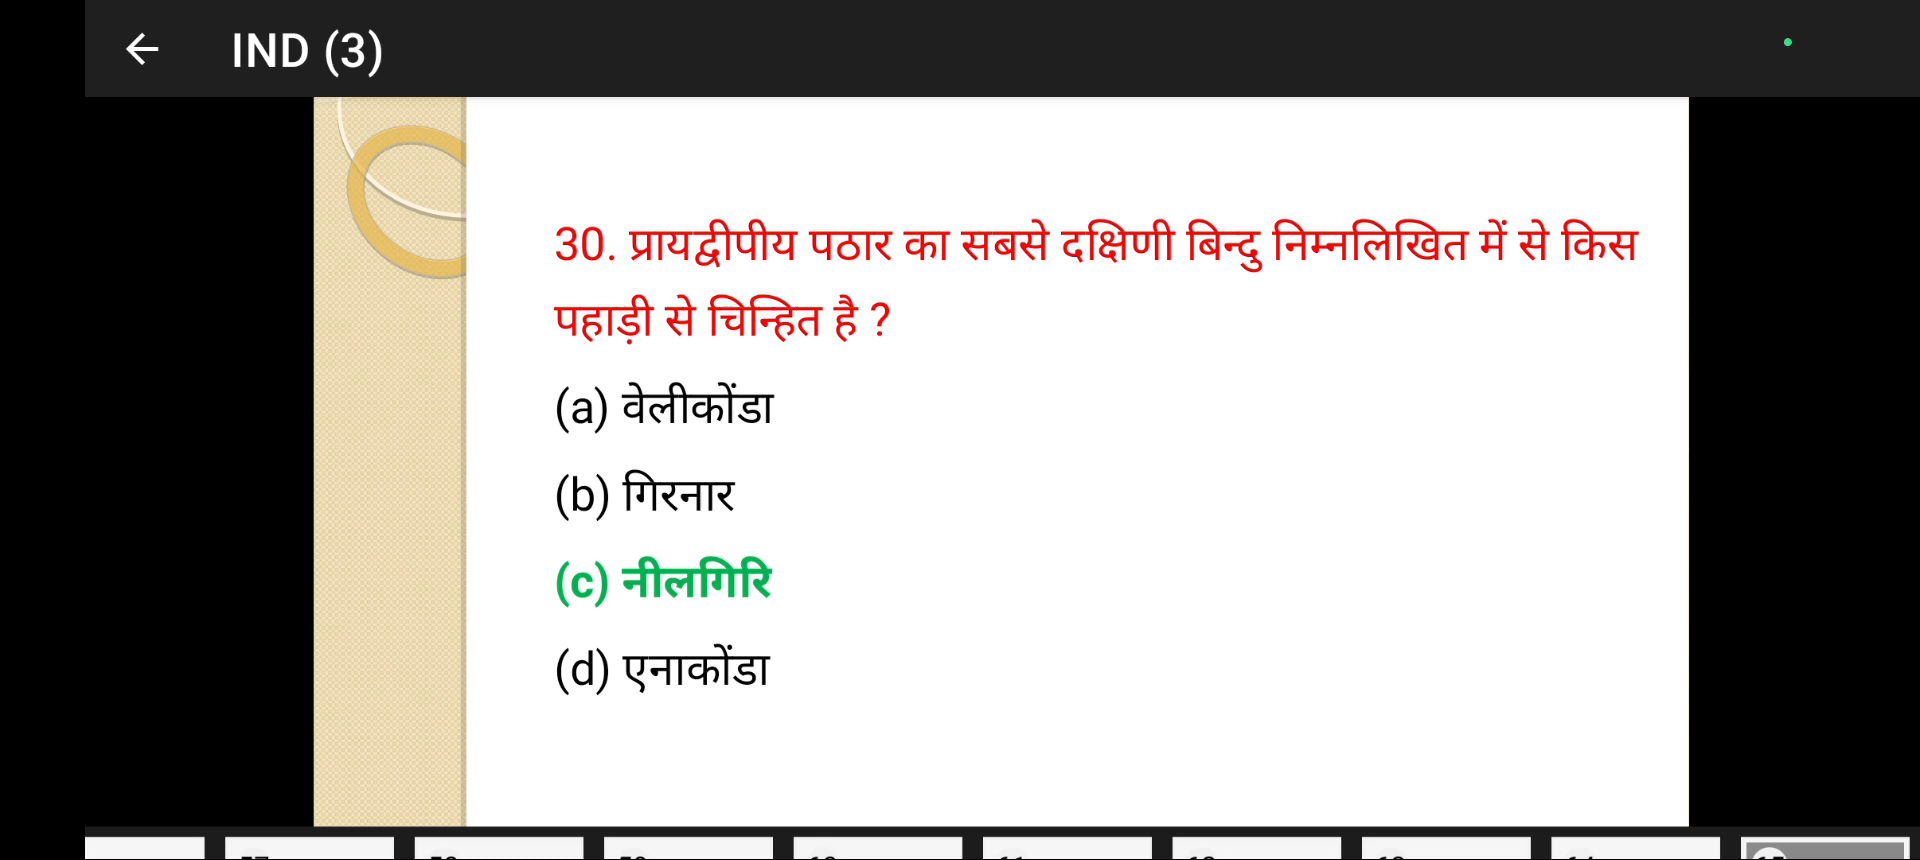 IND (3)
30. प्रायद्वीपीय पठार का सबसे दक्षिणी बिन्दु निम्नलिखित में से किस
पहाड़ी से चिन्हित है ?
(a) वेलीकोंडा
(b) गिरनार
(c) नीलगिरि
(d) एनाकोंडा